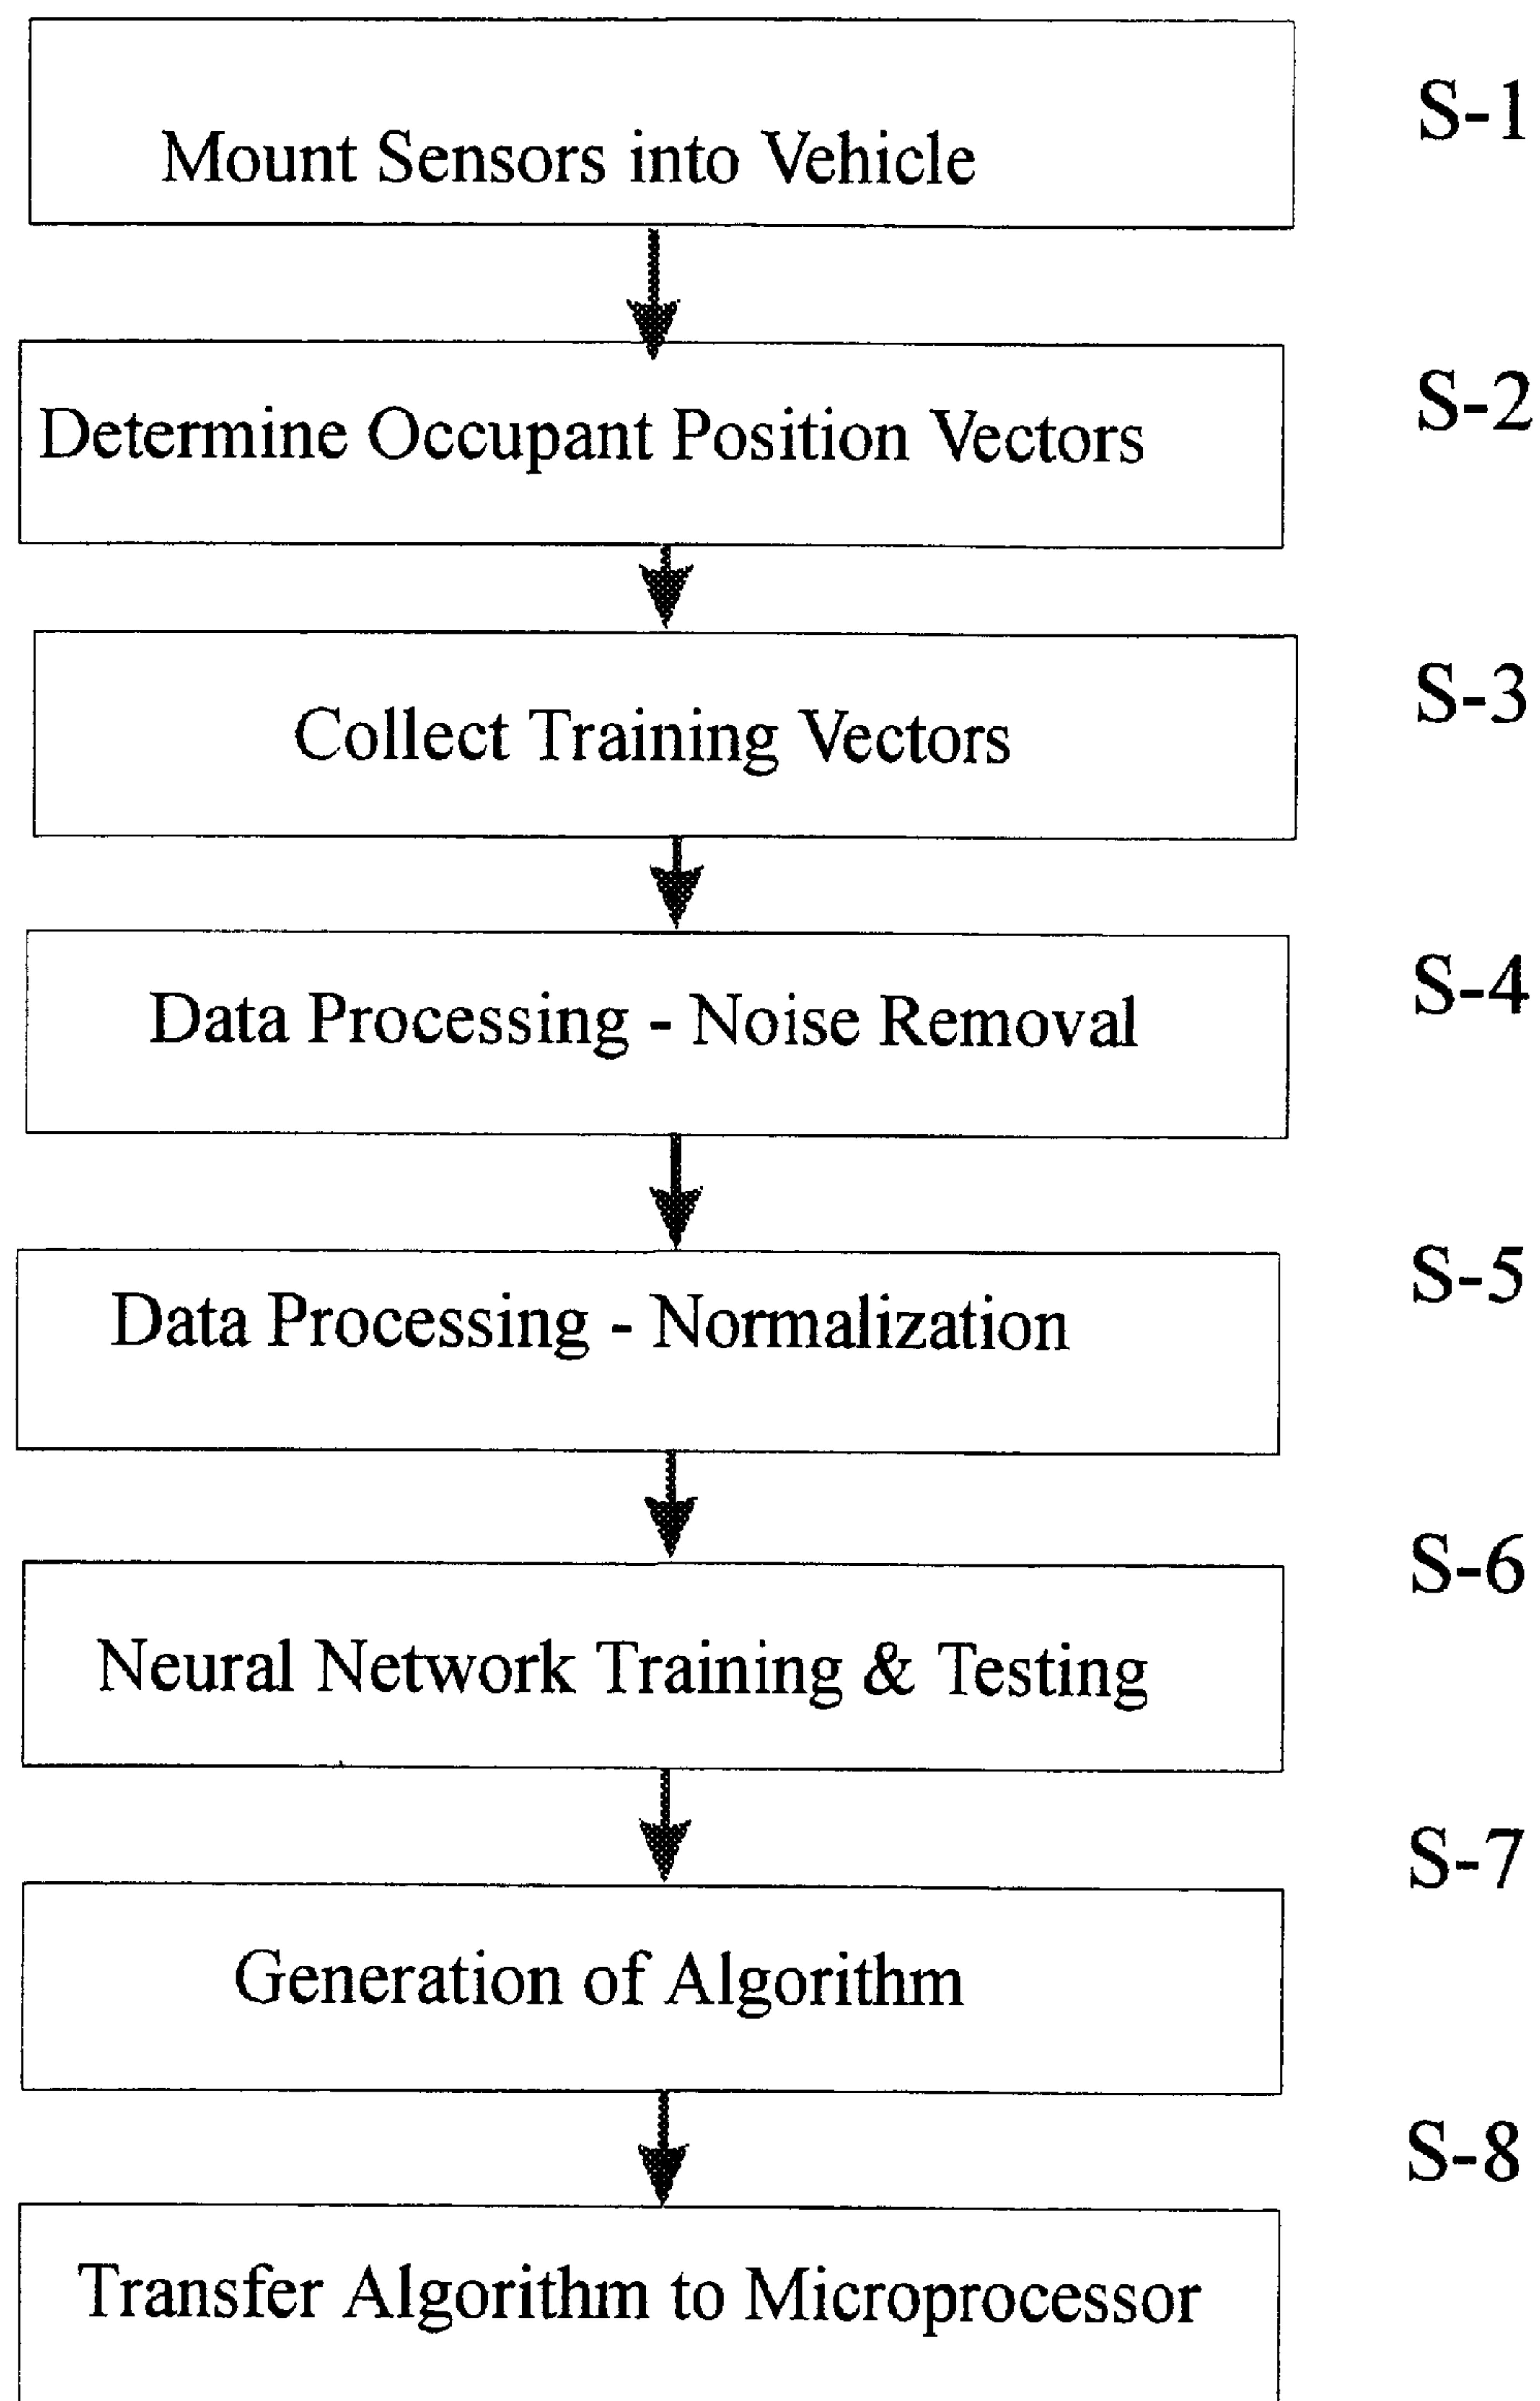 Mount Sensors into Vehicle
S-1
Determine Occupant Position Vectors
S-2
Collect Training Vectors
S-3
Data Processing - Noise Removal
S-4
Data Processing - Normalization
S-5
Neural Network Training & Testing
S-6
Generation of Algorithm
S-7
Transfer Algorithm to Microprocessor
S-8